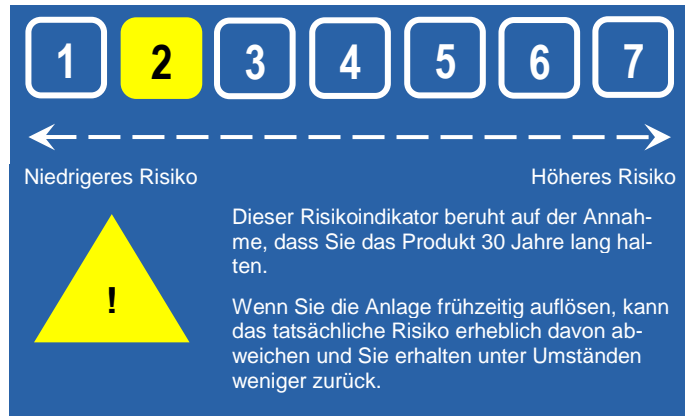 1 2 3 4 5 6 7
Niedrigeres Risiko Höheres Risiko
Dieser Risikoindikator beruht auf der Annah-
me, dass Sie das Produkt 30 Jahre lang hal-
ten.
!
Wenn Sie die Anlage frühzeitig auflösen, kann
das tatsächliche Risiko erheblich davon ab-
weichen und Sie erhalten unter Umständen
weniger zurück.